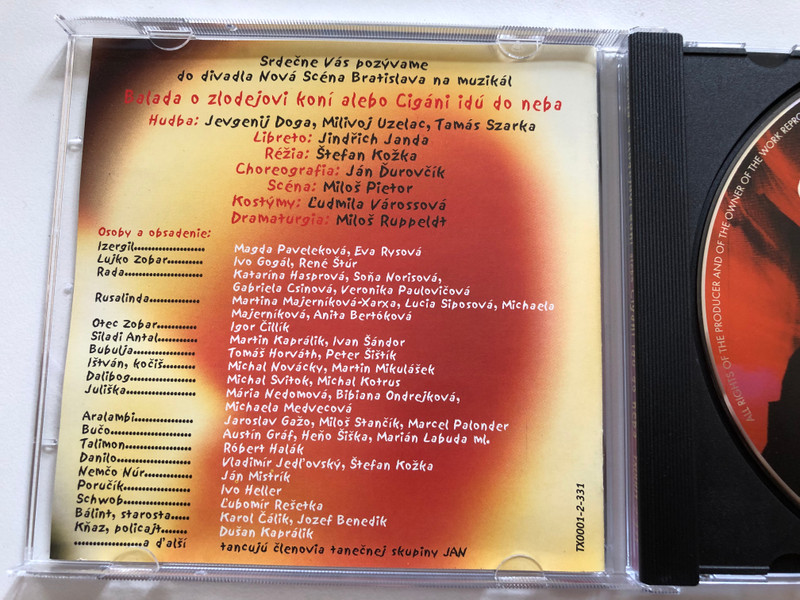 Srdečne Vás pozývame
do divadla Nová Scéna Bratislava na muzikál
Balada o zlodejovi koní alebo Cigáni idú do neba
Hudba: Jevgenij Doga, Milivoj Uzelac, Tamás Szarka
Libreto: Jindřich Janda
Réžia: Štefan Kožka
Choreografia: Ján Ďurovčík
Scéna: Miloš Pietor
Kostýmy: Ľudmila Várossová
Dramaturgia: Miloš Ruppeldt
Osoby a obsadenie:
Izergil..................... Magda Paveleková, Eva Rysová
Lujko Zobar........... Ivo Gogál, René Štúr
Rada........................ Katarína Hasprová, Soňa Norisová,
Gabriela Csinová, Veronika Paulovičová
Rusalinda............... Martina Majerníková-Xarxa, Lucia Siposová, Michaela
Majerníková, Anita Bertóková
Otec Zobar............ Igor Čillík
Siladi Antal............ Martin Kaprálik, Ivan Šándor
Bubulja................... Tomáš Horváth, Peter Šištík
Ištván, kočiš.......... Michal Novácky, Martin Mikulášek
Dalibog.................... Michal Svitok, Michal Kotrus
Juliška..................... Mária Nedomová, Bibiana Ondrejková,
Michaela Medvecová
Aralambi.................. Jaroslav Gažo, Miloš Stančík, Marcel Palonder
Bučo......................... Austín Gráf, Heňo Šiška, Marián Labuda ml.
Talimon.................... Róbert Halák
Danilo...................... Vladimír Jedľovský, Štefan Kožka
Nemčo Núr.............. Ján Mistrík
Poručík.................... Ivo Heller
Schwob.................... Ľubomír Rešetka
Bálint, starosta..... Karol Čálik, Jozef Benedik
Kňaz, policajt........ Dušan Kaprálik
.....................a ďalší tancujú členovia tanečnej skupiny JAN
TX0001-2-331
ALL RIGHTS OF THE PRODUCER AND OF THE OWNER OF THE WORK